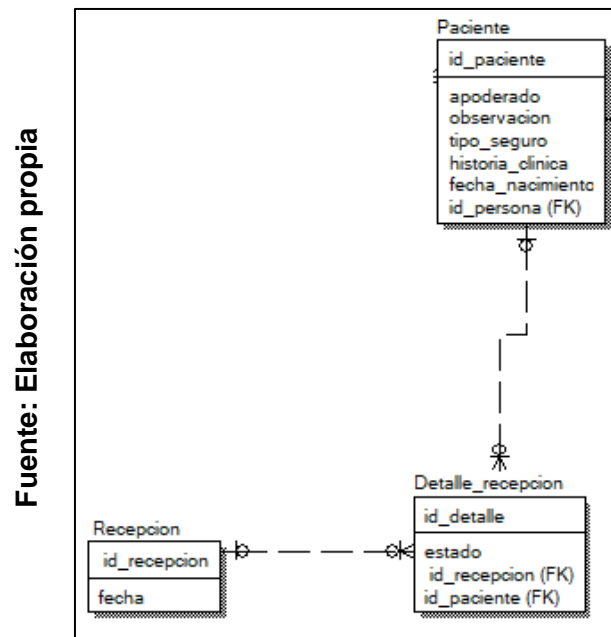 Fuente: Elaboración propia
Paciente
id_paciente
apoderado
observacion
tipo_seguro
historia_clinica
fecha_nacimiento
id_persona (FK)
Detalle_recepcion
id_detalle
estado
id_recepcion (FK)
id_paciente (FK)
Recepcion
id_recepcion
fecha